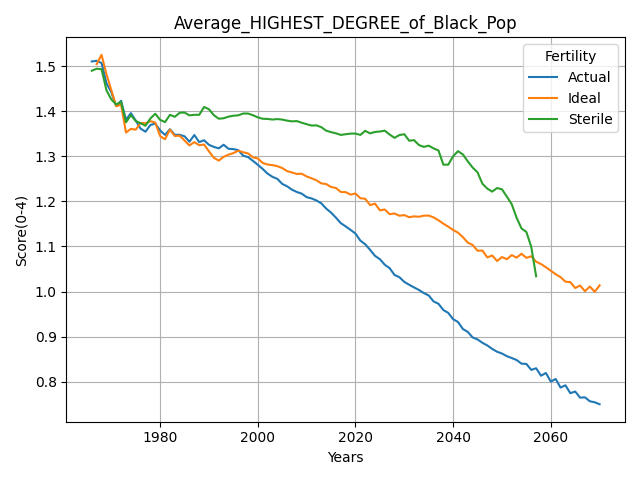 Average_HIGHEST_DEGREE_of_Black_Pop
Fertility
Actual
Ideal
Sterile
Score(0-4)
1.5
1.4
1.3
1.2
1.1
1.0
0.9
0.8
1980 2000 2020 2040 2060
Years